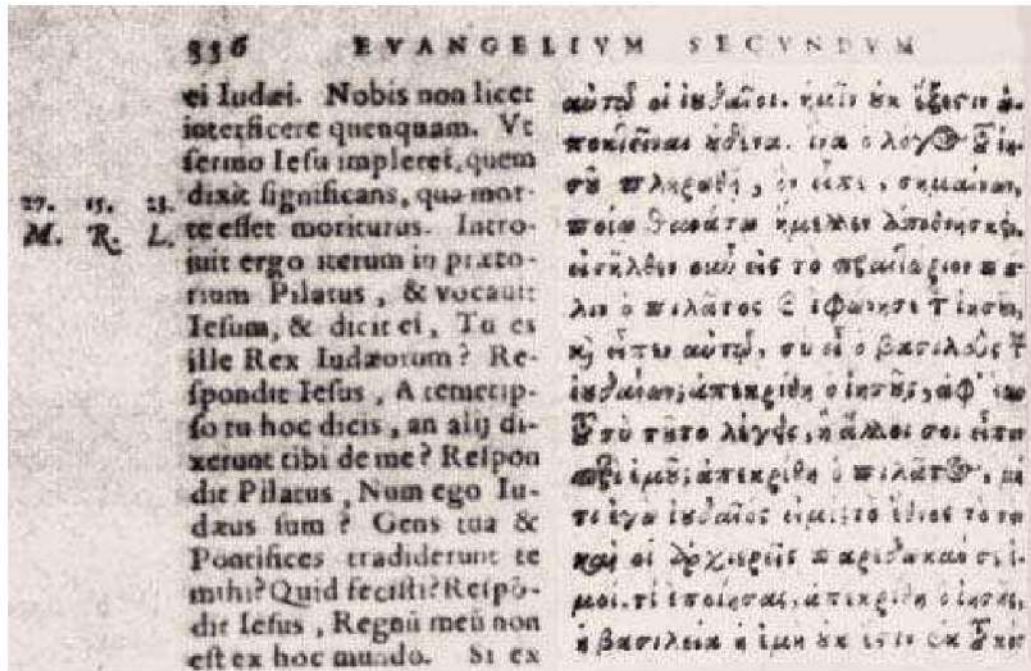 336 EVANGELIVM SECVNDVM
ei Iudæi. Nobis non licet
interficere quenquam. Vt
sermo Iesu impleret, quem
dixit significans, qua mor-
te esset moriturus. Intro-
iuit ergo iterum in præto-
rium Pilatus, & vocauit
Iesum, & dicit ei, Tu es
ille Rex Iudæorum? Re-
spondit Iesus, A temetip-
so tu hoc dicis, an alij di-
xerunt tibi de me? Respon
dit Pilatus, Num ego Iu-
dæus sum? Gens tua &
Pontifices tradiderunt te
mihi? Quid fecisti? Respō-
dit Iesus, Regnū meū non
est ex hoc mundo. Si ex
27. 15. 23.
M. R. L.
αὐτῷ οἱ ἰουδαῖοι. ἡμῖν οὐκ ἔξεστιν ἀ-
ποκτεῖναι οὐδένα. ἵνα ὁ λόγος τοῦ ἰη-
σοῦ πληρωθῇ, ὃν εἶπε, σημαίνων,
ποίῳ θανάτῳ ἤμελλεν ἀποθνήσκειν.
εἰσῆλθεν οὖν εἰς τὸ πραιτώριον πά-
λιν ὁ πιλάτος καὶ ἐφώνησε τὸν ἰησοῦν,
καὶ εἶπεν αὐτῷ, σὺ εἶ ὁ βασιλεὺς τῶν
ἰουδαίων; ἀπεκρίθη ὁ ἰησοῦς, ἀφ' ἑαυ
τοῦ σὺ τοῦτο λέγεις, ἢ ἄλλοι σοι εἶπον
περὶ ἐμοῦ; ἀπεκρίθη ὁ πιλάτος, μή
τι ἐγὼ ἰουδαῖός εἰμι; τὸ ἔθνος τὸ
καὶ οἱ ἀρχιερεῖς παρέδωκάν σε ἐ-
μοί. τί ἐποίησας; ἀπεκρίθη ὁ ἰησοῦς,
ἡ βασιλεία ἡ ἐμὴ οὐκ ἔστιν ἐκ τοῦ